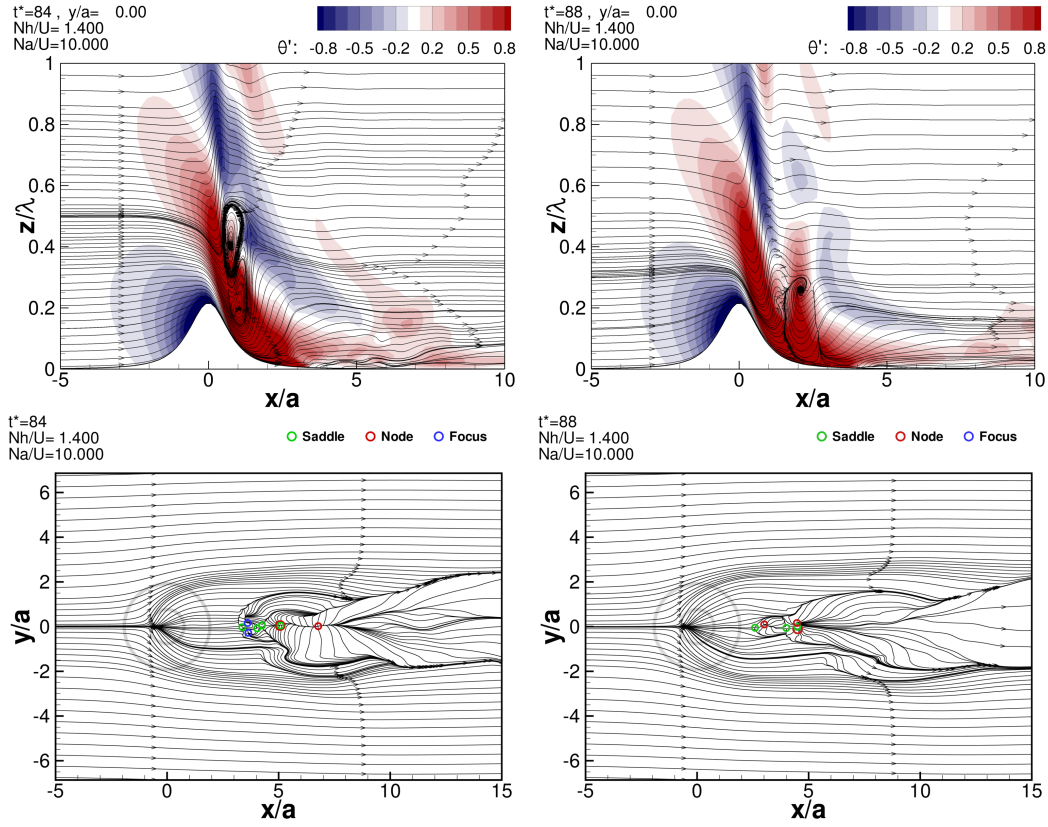 t*=84 , y/a= 0.00
Nh/U= 1.400
Na/U=10.000
θ': -0.8 -0.5 -0.2 0.2 0.5 0.8
1
0.8
0.6
0.4
0.2
0
z/λ
-5 0 5 10
x/a
t*=88 , y/a= 0.00
Nh/U= 1.400
Na/U=10.000
θ': -0.8 -0.5 -0.2 0.2 0.5 0.8
1
0.8
0.6
0.4
0.2
0
z/λ
-5 0 5 10
x/a
t*=84
Nh/U= 1.400
Na/U=10.000
Saddle Node Focus
6
4
2
0
-2
-4
-6
y/a
-5 0 5 10 15
x/a
t*=88
Nh/U= 1.400
Na/U=10.000
Saddle Node Focus
6
4
2
0
-2
-4
-6
y/a
-5 0 5 10 15
x/a